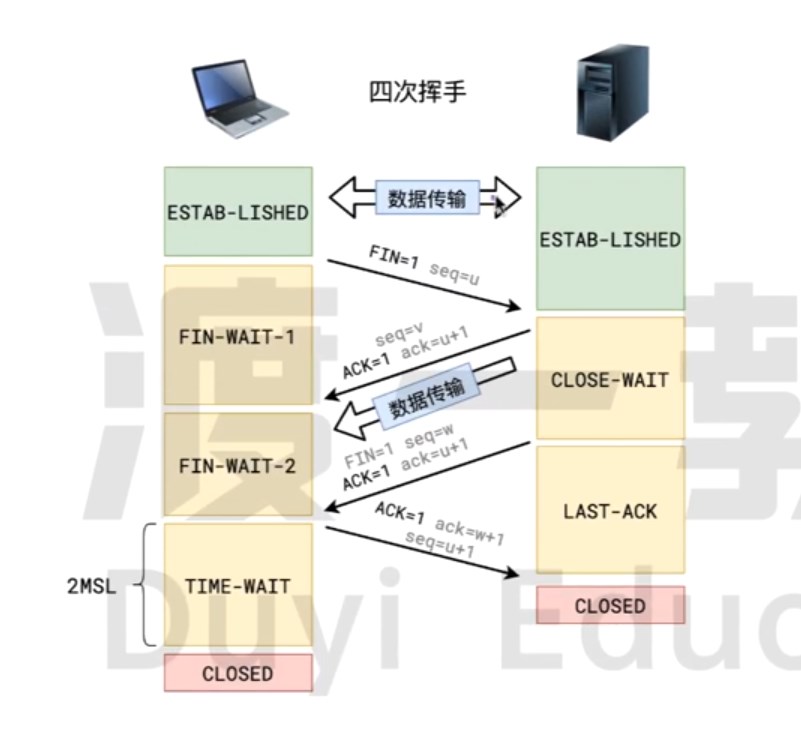 四次挥手
ESTAB-LISHED
数据传输
ESTAB-LISHED
FIN=1 seq=u
FIN-WAIT-1
seq=v
ACK=1 ack=u+1
CLOSE-WAIT
数据传输
FIN=1 seq=w
ACK=1 ack=u+1
FIN-WAIT-2
LAST-ACK
ACK=1 ack=w+1
seq=u+1
2MSL
TIME-WAIT
CLOSED
CLOSED
渡一教
Duyi Educ